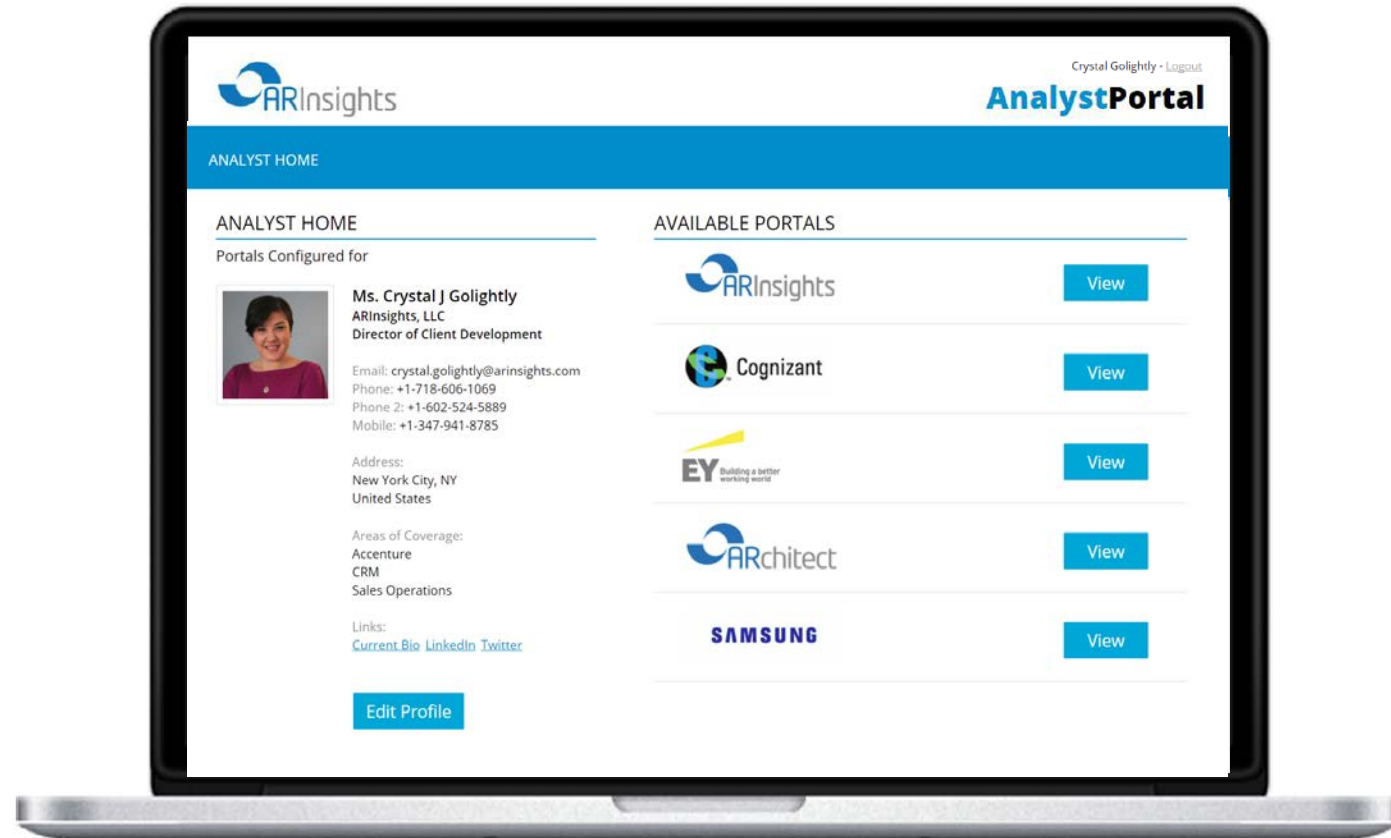 ARInsights
Crystal Golightly - Logout
AnalystPortal
ANALYST HOME
ANALYST HOME
Portals Configured for
Ms. Crystal J Golightly
ARInsights, LLC
Director of Client Development
Email: crystal.golightly@arinsights.com
Phone: +1-718-606-1069
Phone 2: +1-602-524-5889
Mobile: +1-347-941-8785
Address:
New York City, NY
United States
Areas of Coverage:
Accenture
CRM
Sales Operations
Links:
Current Bio LinkedIn Twitter
Edit Profile
AVAILABLE PORTALS
ARInsights
View
Cognizant
View
EY Building a better
working world
View
ARchitect
View
SAMSUNG
View